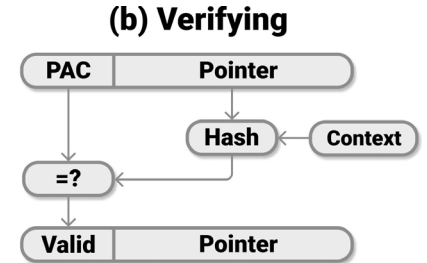 (b) Verifying
PAC Pointer
Hash Context
=?
Valid Pointer